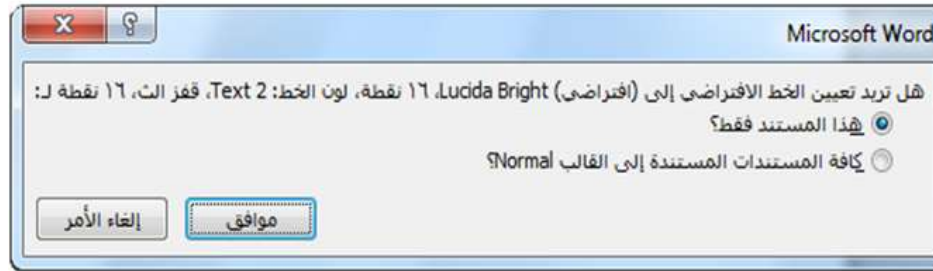 Microsoft Word
هل تريد تعيين الخط الافتراضي إلى (افتراضي) Lucida Bright، ١٦ نقطة، لون الخط: Text 2، قفز الث، ١٦ نقطة لـ:
هذا المستند فقط؟
كافة المستندات المستندة إلى القالب Normal؟
موافق
إلغاء الأمر